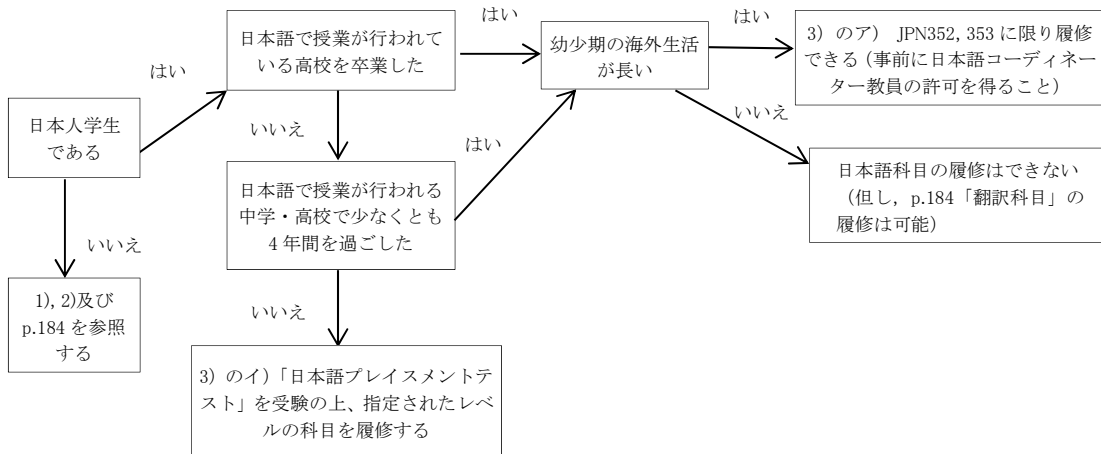 日本人学生
である
はい
いいえ
1), 2)及び
p.184 を参照
する
日本語で授業が行われて
いる高校を卒業した
はい
いいえ
日本語で授業が行われる
中学・高校で少なくとも
4 年間を過ごした
はい
いいえ
3）のイ）「日本語プレイスメントテ
スト」を受験の上、指定されたレベ
ルの科目を履修する
幼少期の海外生活
が長い
はい
いいえ
3）のア） JPN352, 353 に限り履修
できる（事前に日本語コーディネー
ター教員の許可を得ること）
日本語科目の履修はできない
（但し，p.184「翻訳科目」の
履修は可能）